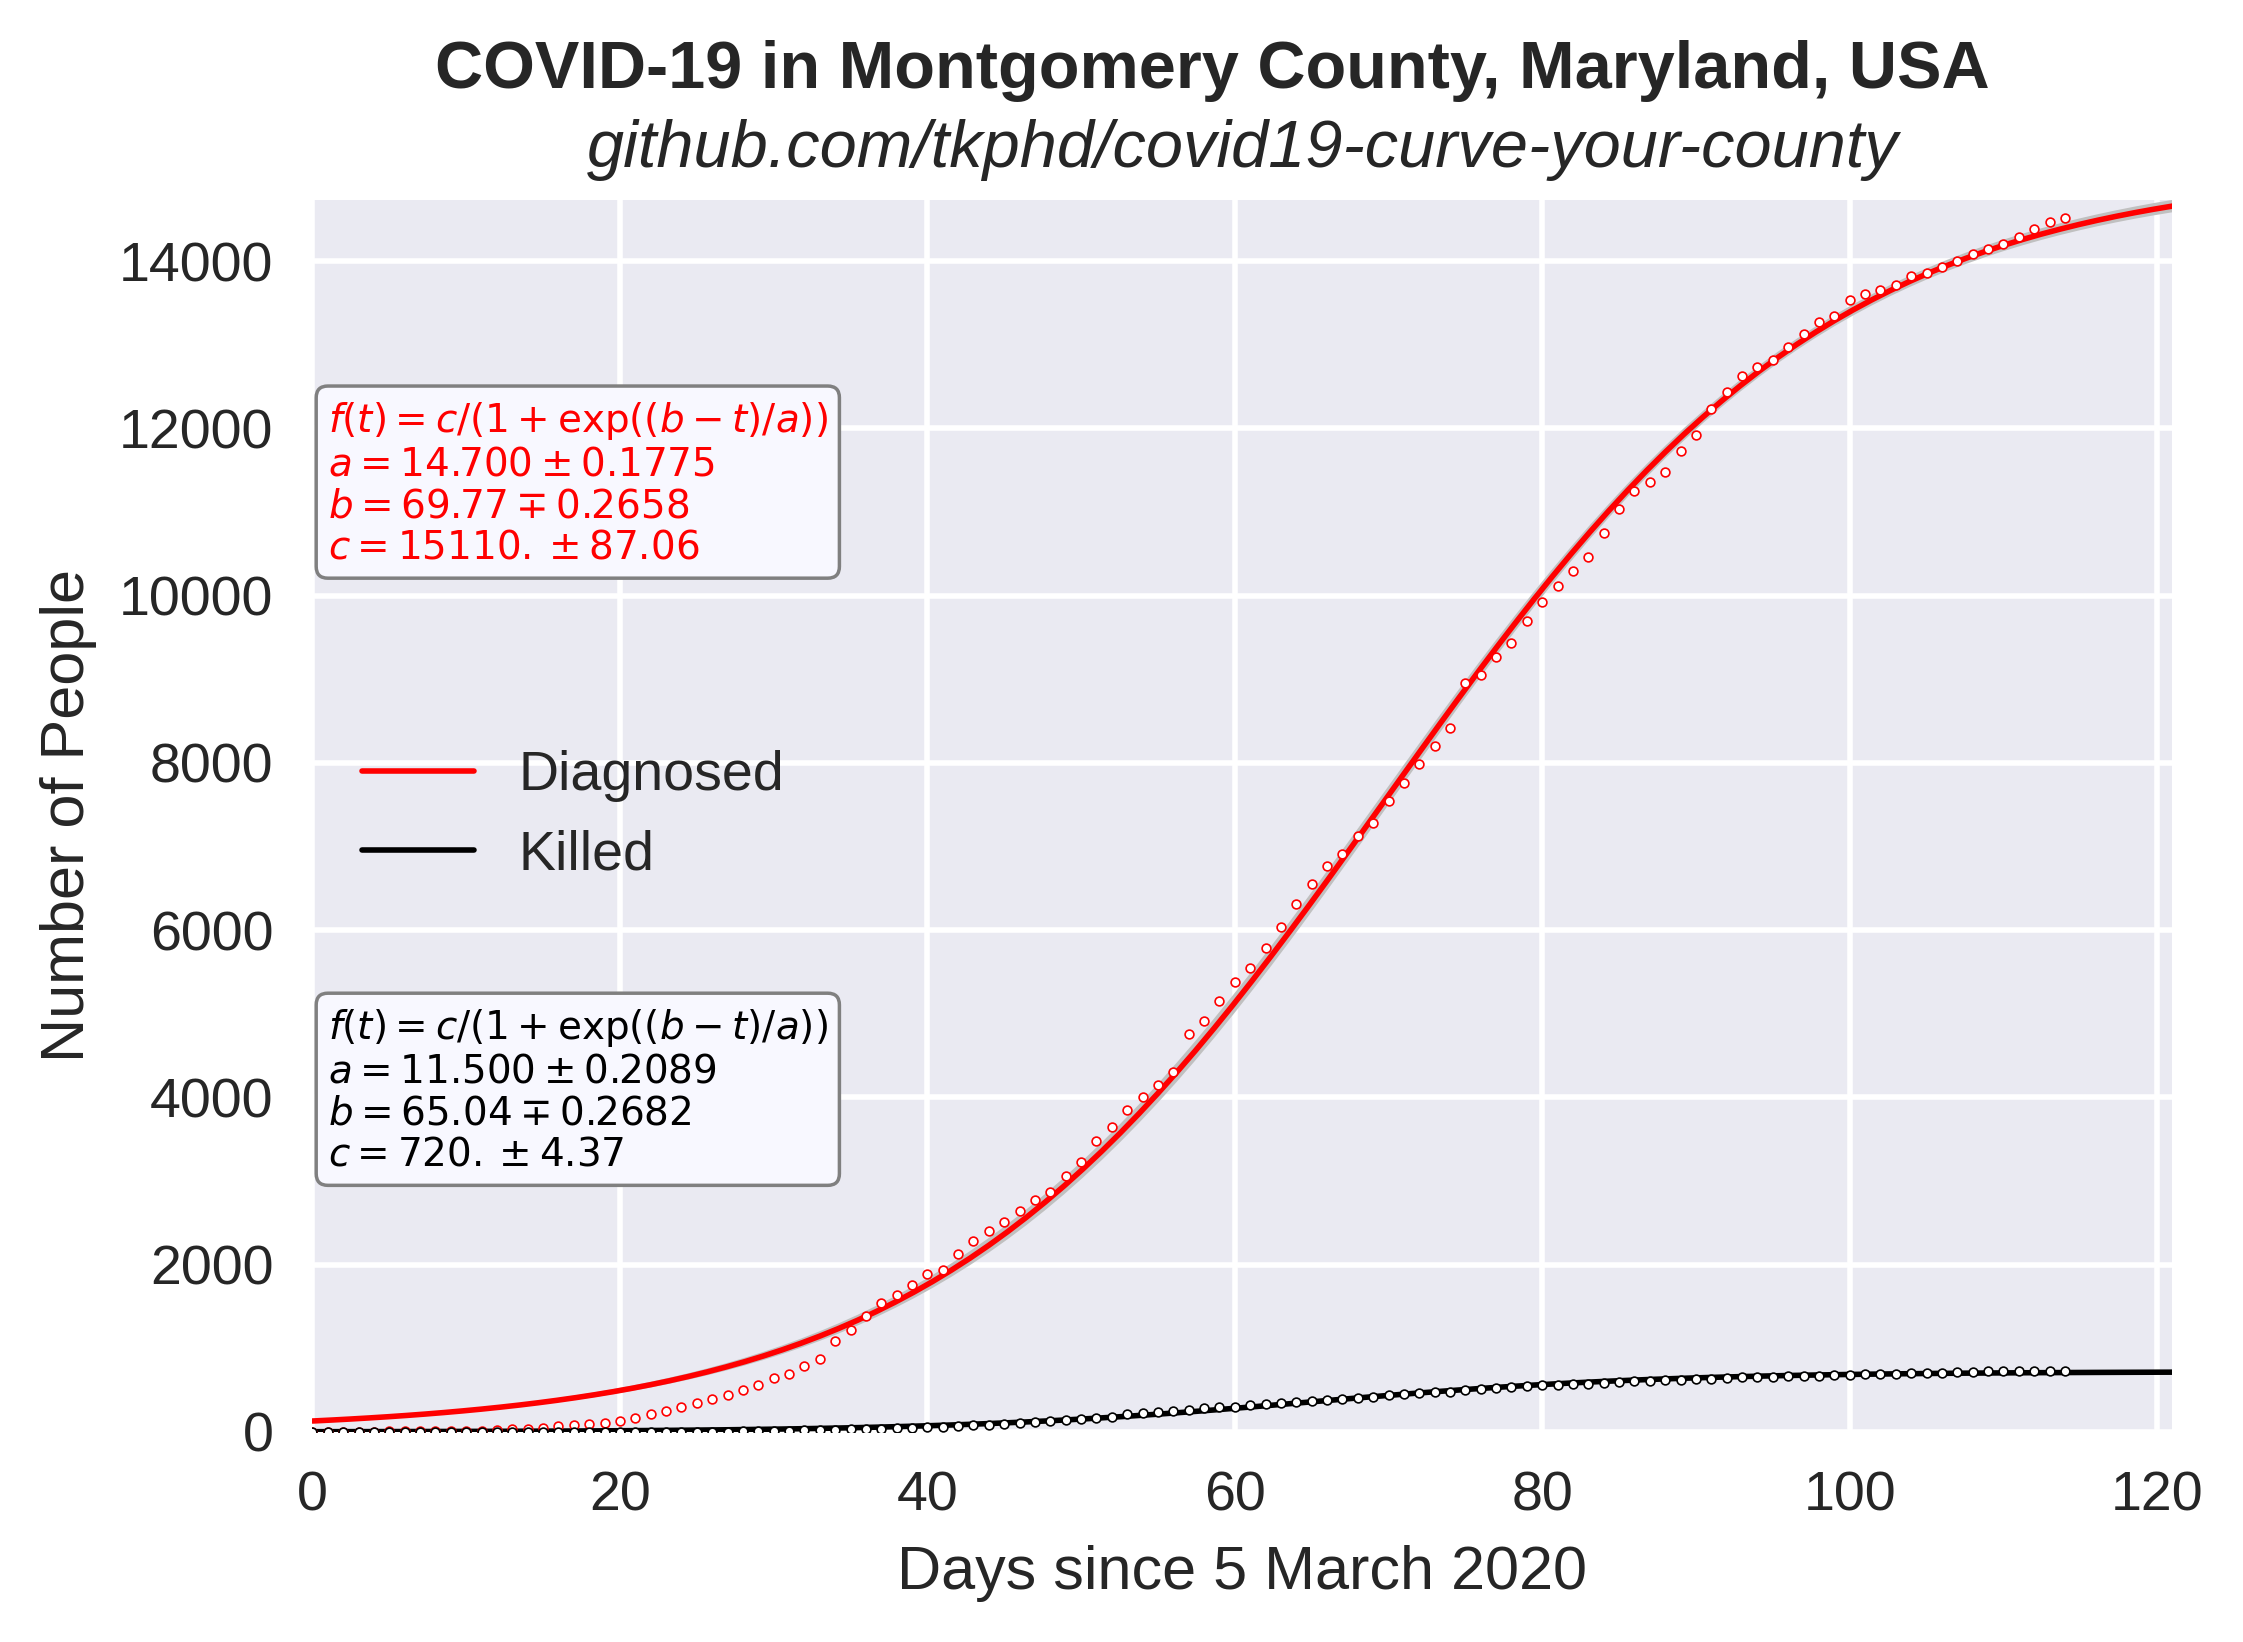 COVID-19 in Montgomery County, Maryland, USA
github.com/tkphd/covid19-curve-your-county
Number of People
14000
12000
10000
8000
6000
4000
2000
0
f(t) = c/(1 + exp((b − t)/a))
a = 14.700 ± 0.1775
b = 69.77 ∓ 0.2658
c = 15110. ± 87.06
Diagnosed
Killed
f(t) = c/(1 + exp((b − t)/a))
a = 11.500 ± 0.2089
b = 65.04 ∓ 0.2682
c = 720. ± 4.37
0 20 40 60 80 100 120
Days since 5 March 2020